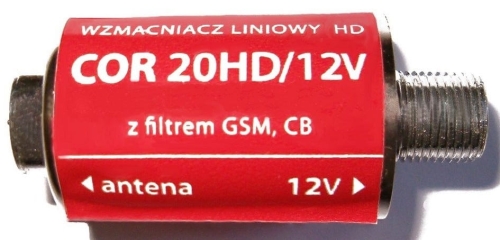 WZMACNIACZ LINIOWY HD
COR 20HD/12V
z filtrem GSM, CB
◄ antena 12V ►